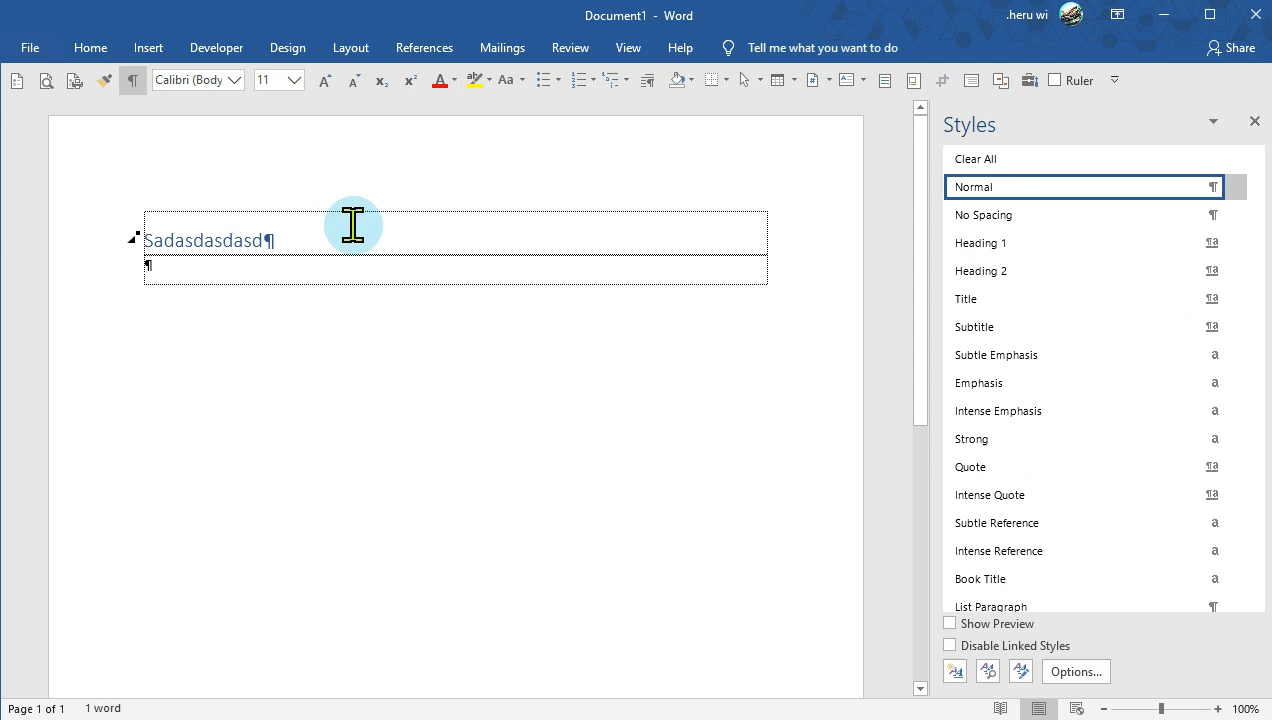 Document1 - Word
.heru wi
File Home Insert Developer Design Layout References Mailings Review View Help Tell me what you want to do Share
Calibri (Body 11 Aa Ruler
Styles
Clear All
Normal
No Spacing
Heading 1
Heading 2
Title
Subtitle
Subtle Emphasis
Emphasis
Intense Emphasis
Strong
Quote
Intense Quote
Subtle Reference
Intense Reference
Book Title
List Paragraph
Show Preview
Disable Linked Styles
Options...
Sadasdasdasd¶
¶
Page 1 of 1 1 word 100%